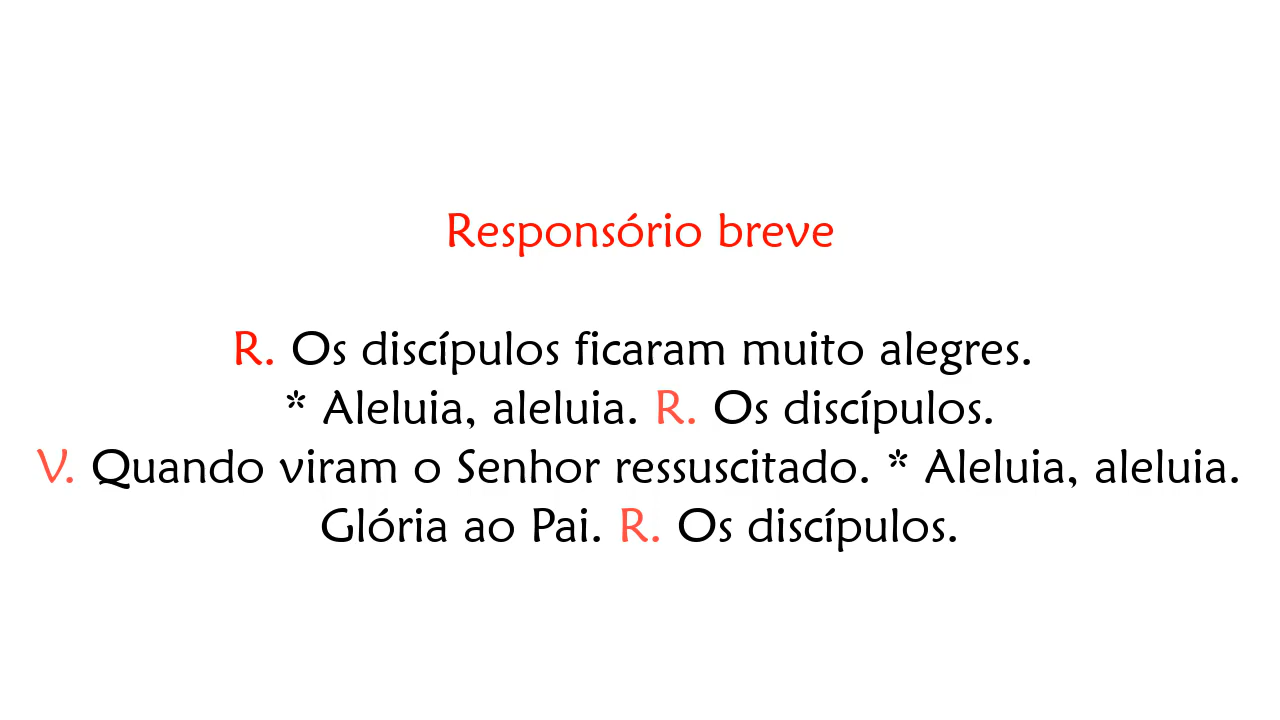 Responsório breve
R. Os discípulos ficaram muito alegres.
* Aleluia, aleluia. R. Os discípulos.
V. Quando viram o Senhor ressuscitado. * Aleluia, aleluia.
Glória ao Pai. R. Os discípulos.